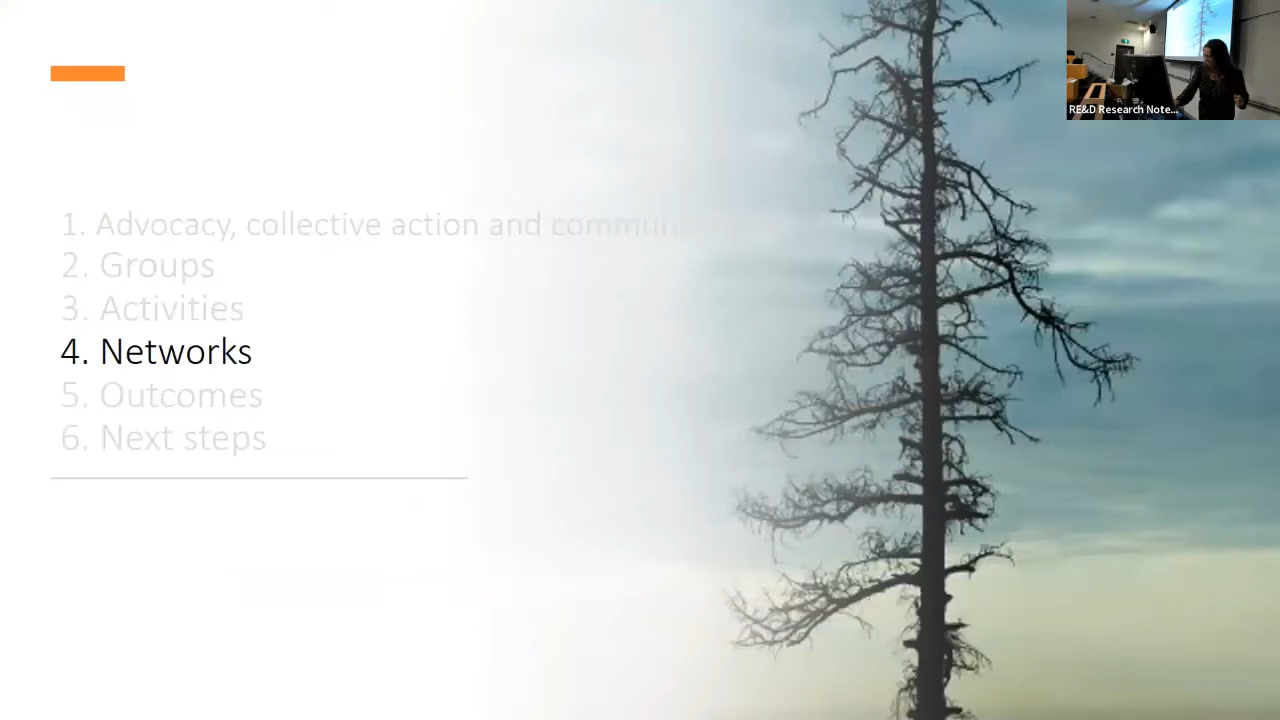 1. Advocacy, collective action and
2. Groups
3. Activities
4. Networks
5. Outcomes
6. Next steps
RE&D Research Note...